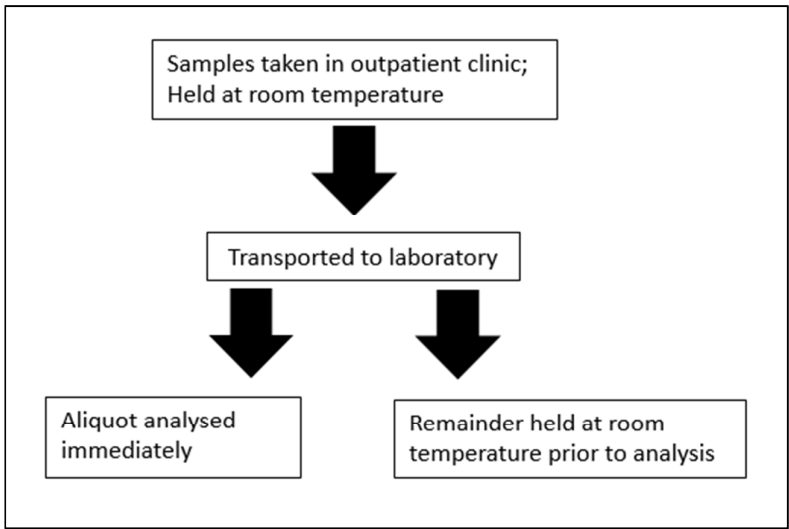 Samples taken in outpatient clinic;
Held at room temperature
Transported to laboratory
Aliquot analysed
immediately
Remainder held at room
temperature prior to analysis